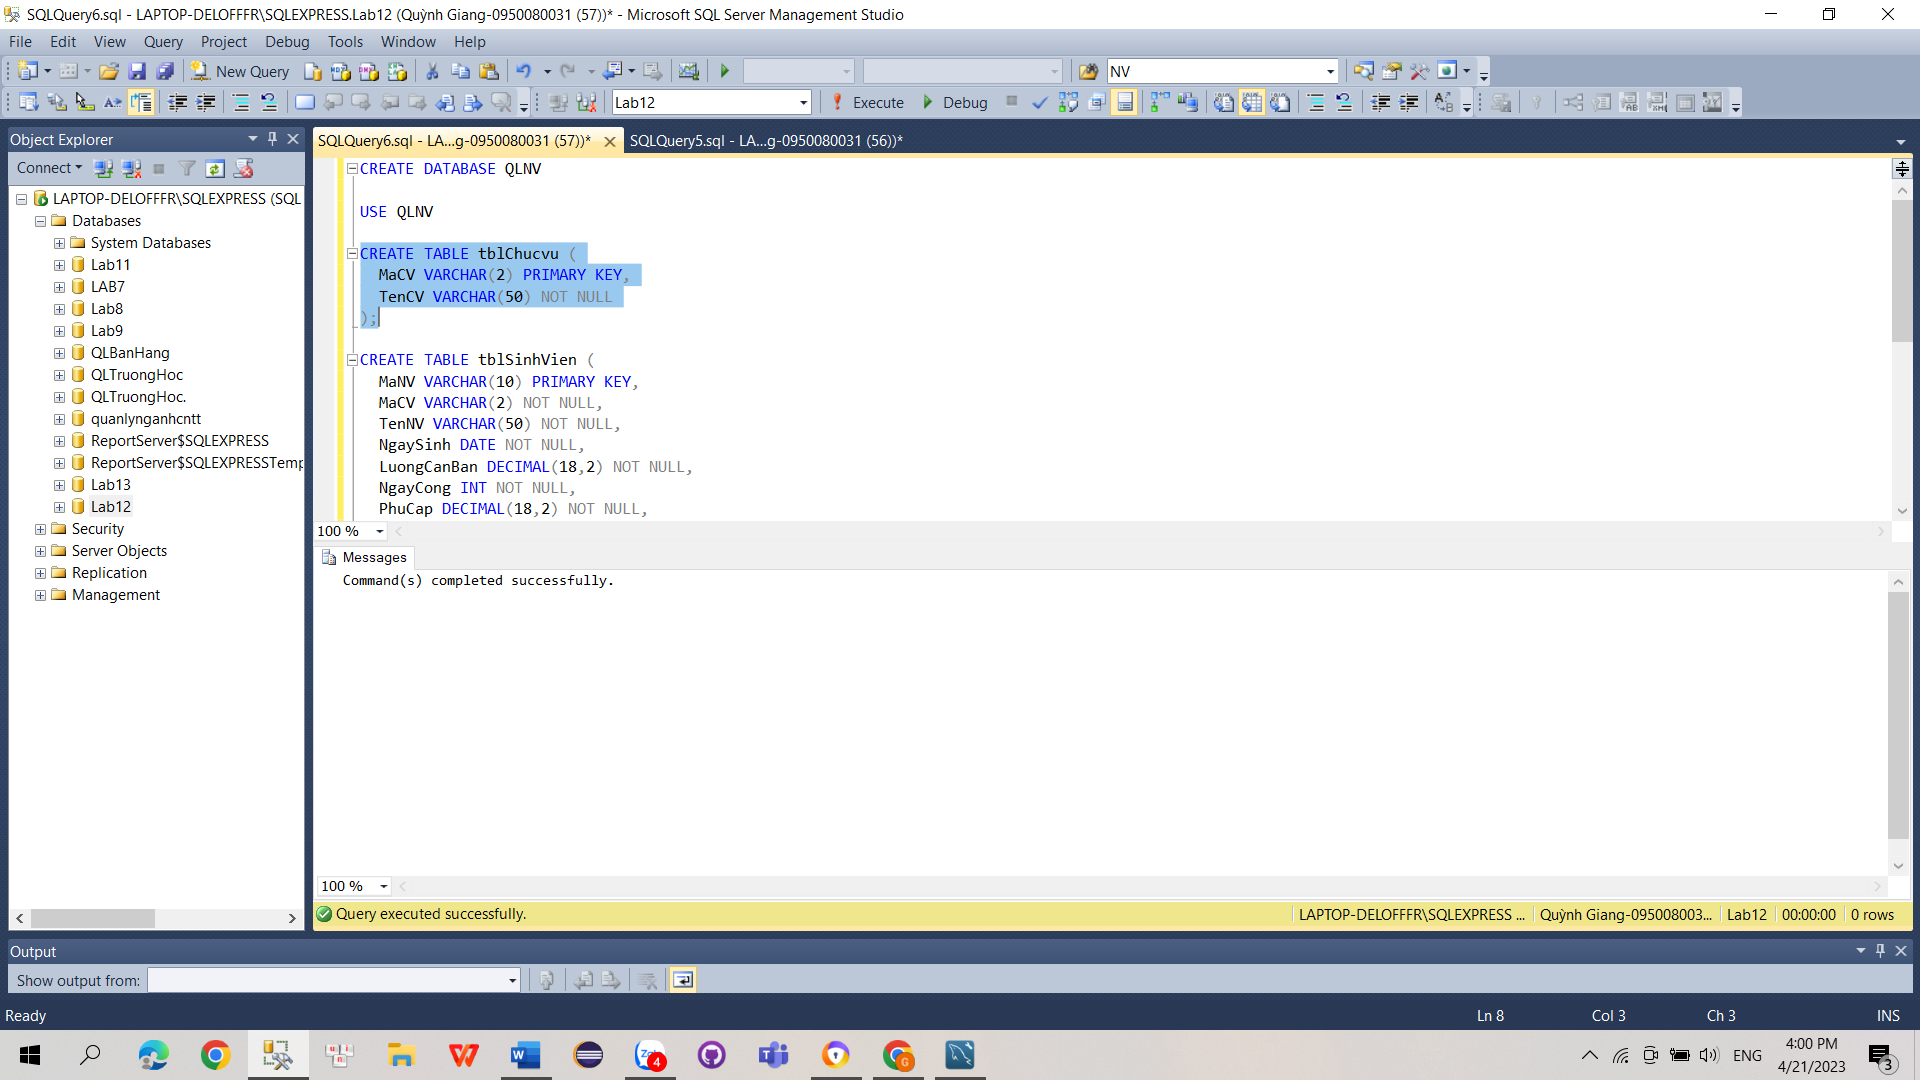 SQLQuery6.sql - LAPTOP-DELOFFFR\SQLEXPRESS.Lab12 (Quỳnh Giang-0950080031 (57))* - Microsoft SQL Server Management Studio
File Edit View Query Project Debug Tools Window Help
New Query NV
Lab12 Execute Debug
Object Explorer
Connect
LAPTOP-DELOFFFR\SQLEXPRESS (SQL
Databases
System Databases
Lab11
LAB7
Lab8
Lab9
QLBanHang
QLTruongHoc
QLTruongHoc.
quanlynganhcntt
ReportServer$SQLEXPRESS
ReportServer$SQLEXPRESSTemp
Lab13
Lab12
Security
Server Objects
Replication
Management
SQLQuery6.sql - LA...g-0950080031 (57))* SQLQuery5.sql - LA...g-0950080031 (56))*
CREATE DATABASE QLNV
USE QLNV
CREATE TABLE tblChucvu (
MaCV VARCHAR(2) PRIMARY KEY,
TenCV VARCHAR(50) NOT NULL
);
CREATE TABLE tblSinhVien (
MaNV VARCHAR(10) PRIMARY KEY,
MaCV VARCHAR(2) NOT NULL,
TenNV VARCHAR(50) NOT NULL,
NgaySinh DATE NOT NULL,
LuongCanBan DECIMAL(18,2) NOT NULL,
NgayCong INT NOT NULL,
PhuCap DECIMAL(18,2) NOT NULL,
100 %
Messages
Command(s) completed successfully.
100 %
Query executed successfully. LAPTOP-DELOFFFR\SQLEXPRESS ... Quỳnh Giang-095008003... Lab12 00:00:00 0 rows
Output
Show output from:
Ready Ln 8 Col 3 Ch 3 INS
4
G
ENG
4:00 PM
4/21/2023
3